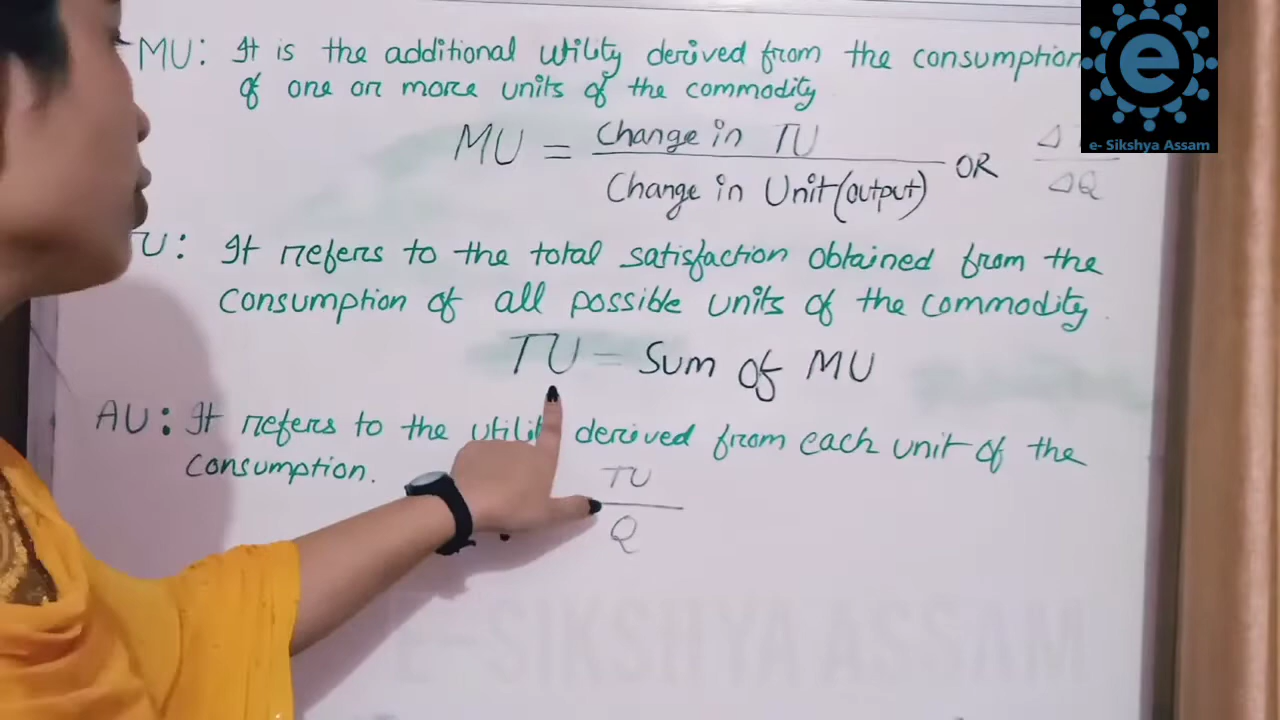 MU: It is the additional utility derived from the consumption
of one or more units of the commodity
MU = Change in TU / Change in Unit (output) OR Δ / ΔQ
U: It refers to the total satisfaction obtained from the
consumption of all possible units of the commodity.
TU = Sum of MU
AU: It refers to the utilit derived from each unit of the
consumption.
TU
Q
e
e- Sikshya Assam
E-SIKSHYA ASSAM